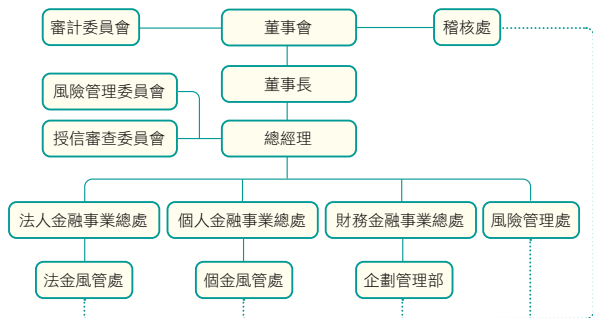 審計委員會
董事會
稽核處
董事長
風險管理委員會
授信審查委員會
總經理
法人金融事業總處
個人金融事業總處
財務金融事業總處
風險管理處
法金風管處
個金風管處
企劃管理部